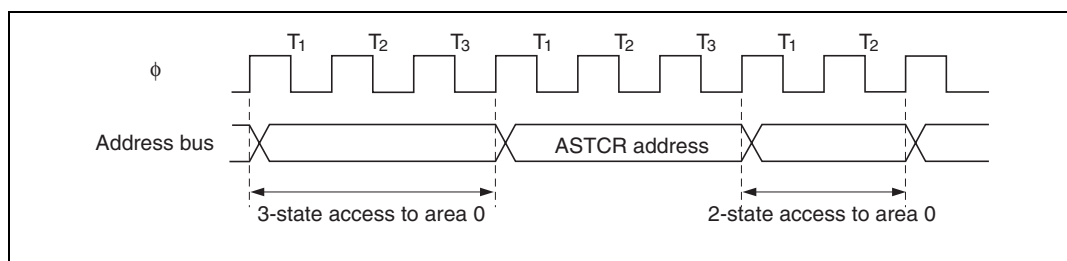 T1 T2 T3 T1 T2 T3 T1 T2
ϕ
Address bus
ASTCR address
3-state access to area 0 2-state access to area 0